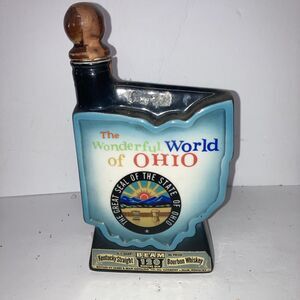 The
Wonderful World
of OHIO
THE GREAT SEAL OF THE STATE OF OHIO
BEAM
Kentucky Straight
Bourbon Whiskey